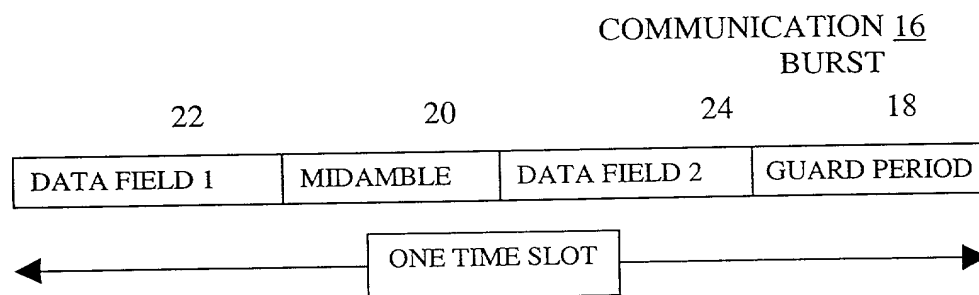 COMMUNICATION 16
BURST
22 20 24 18
DATA FIELD 1 MIDAMBLE DATA FIELD 2 GUARD PERIOD
ONE TIME SLOT